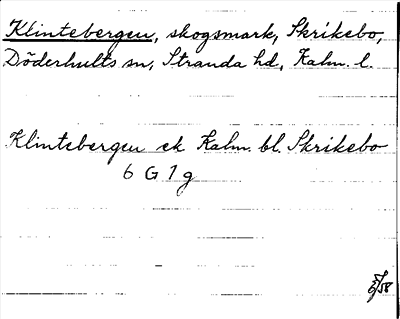 Klintebergen, skogsmark, Skrikebo,
Döderhults sn, Stranda hd, Kalm. l.
Klintebergen ek Kalm. bl. Skrikebo
6 G 1 g